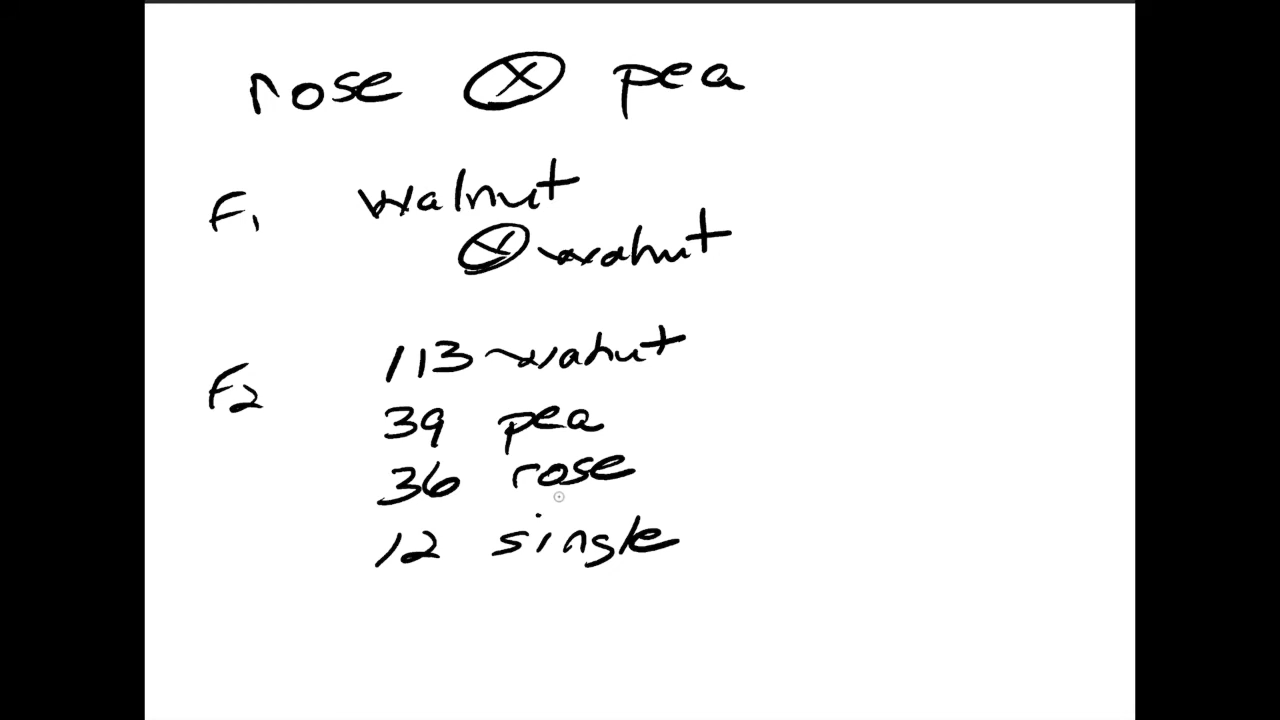 rose ⊗ pea
F1 walnut
⊗ walnut
F2 113 walnut
39 pea
36 rose
12 single